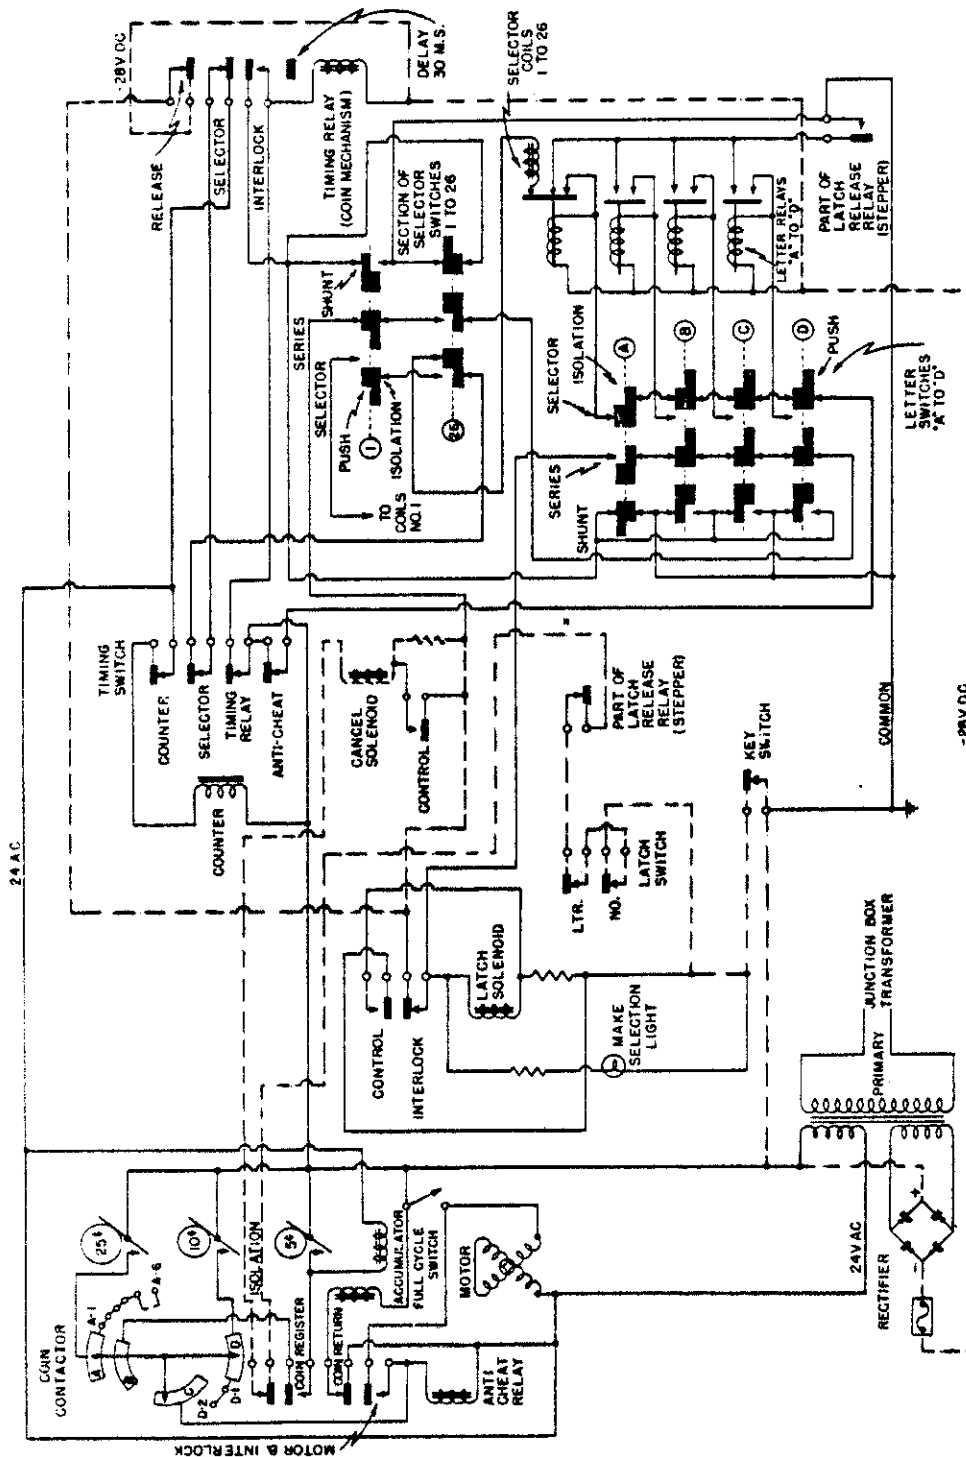 -28V DC
RELEASE
SELECTOR
INTERLOCK
DELAY
30 M.S.
TIMING RELAY
(COIN MECHANISM)
SELECTOR
COILS
1 TO 26
SECTION OF
SELECTOR
SWITCHES
1 TO 26
SHUNT
SERIES
SELECTOR
PUSH
ISOLATION
1
26
TO
COILS
NO.1
LETTER RELAYS
"A" TO "D"
PART OF
LATCH
RELEASE
RELAY
(STEPPER)
SELECTOR
ISOLATION
SERIES
SHUNT
A
B
C
D
PUSH
LETTER
SWITCHES
"A" TO "D"
24 AC
TIMING
SWITCH
COUNTER
SELECTOR
TIMING
RELAY
ANTI-CHEAT
COUNTER
CANCEL
SOLENOID
CONTROL
PART OF
LATCH
RELEASE
RELAY
(STEPPER)
LTR.
NO.
LATCH
SWITCH
KEY
SWITCH
COMMON
-28V DC
CONTROL
INTERLOCK
LATCH
SOLENOID
MAKE
SELECTION
LIGHT
JUNCTION BOX
TRANSFORMER
PRIMARY
24V AC
RECTIFIER
+
-
COIN
CONTACTOR
25¢
10¢
5¢
A-1
A-6
A
B
C
D
D-1
D-2
ISOLATION
COIN REGISTER
COIN RETURN
ACCUMULATOR
FULL CYCLE
SWITCH
MOTOR
ANTI
CHEAT
RELAY
MOTOR & INTERLOCK